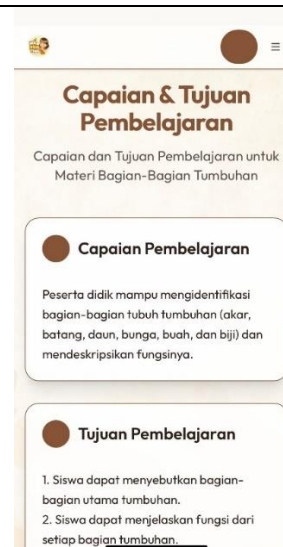 Capaian & Tujuan
Pembelajaran
Capaian dan Tujuan Pembelajaran untuk
Materi Bagian-Bagian Tumbuhan
Capaian Pembelajaran
Peserta didik mampu mengidentifikasi
bagian-bagian tubuh tumbuhan (akar,
batang, daun, bunga, buah, dan biji) dan
mendeskripsikan fungsinya.
Tujuan Pembelajaran
1. Siswa dapat menyebutkan bagian-
bagian utama tumbuhan.
2. Siswa dapat menjelaskan fungsi dari
setiap bagian tumbuhan.